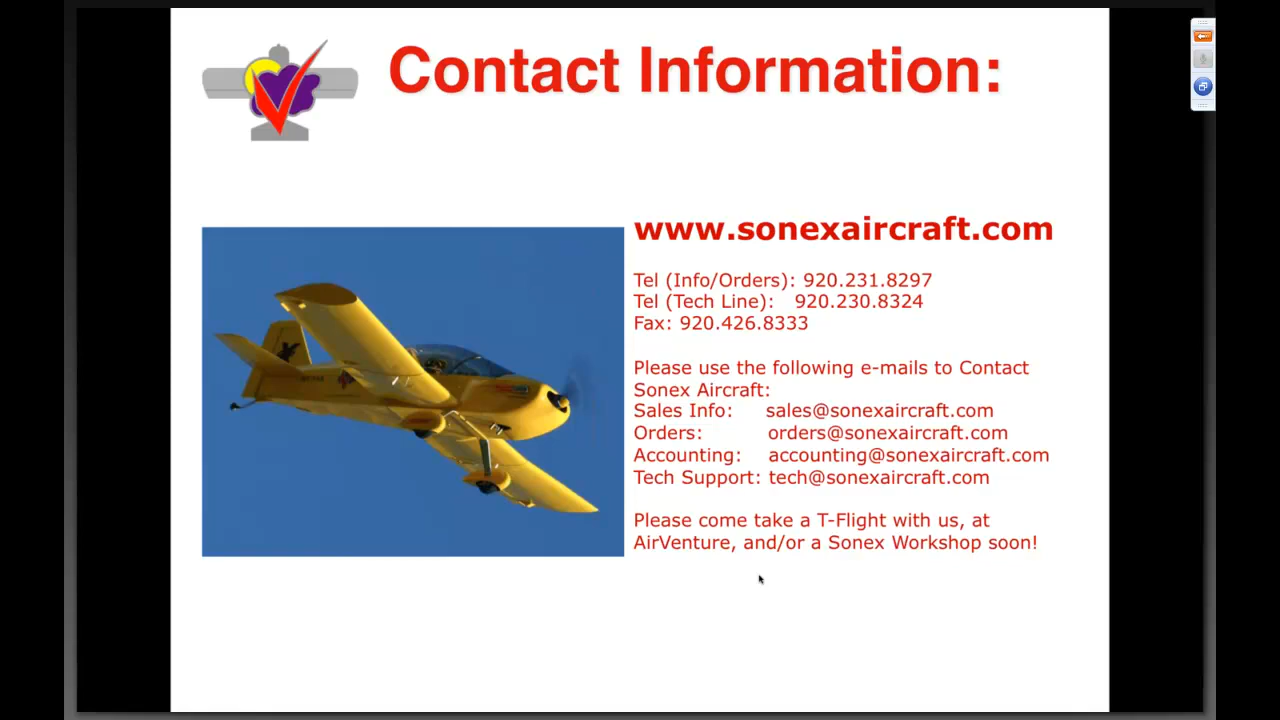 Contact Information:
www.sonexaircraft.com
Tel (Info/Orders): 920.231.8297
Tel (Tech Line): 920.230.8324
Fax: 920.426.8333
Please use the following e-mails to Contact
Sonex Aircraft:
Sales Info: sales@sonexaircraft.com
Orders: orders@sonexaircraft.com
Accounting: accounting@sonexaircraft.com
Tech Support: tech@sonexaircraft.com
Please come take a T-Flight with us, at
AirVenture, and/or a Sonex Workshop soon!